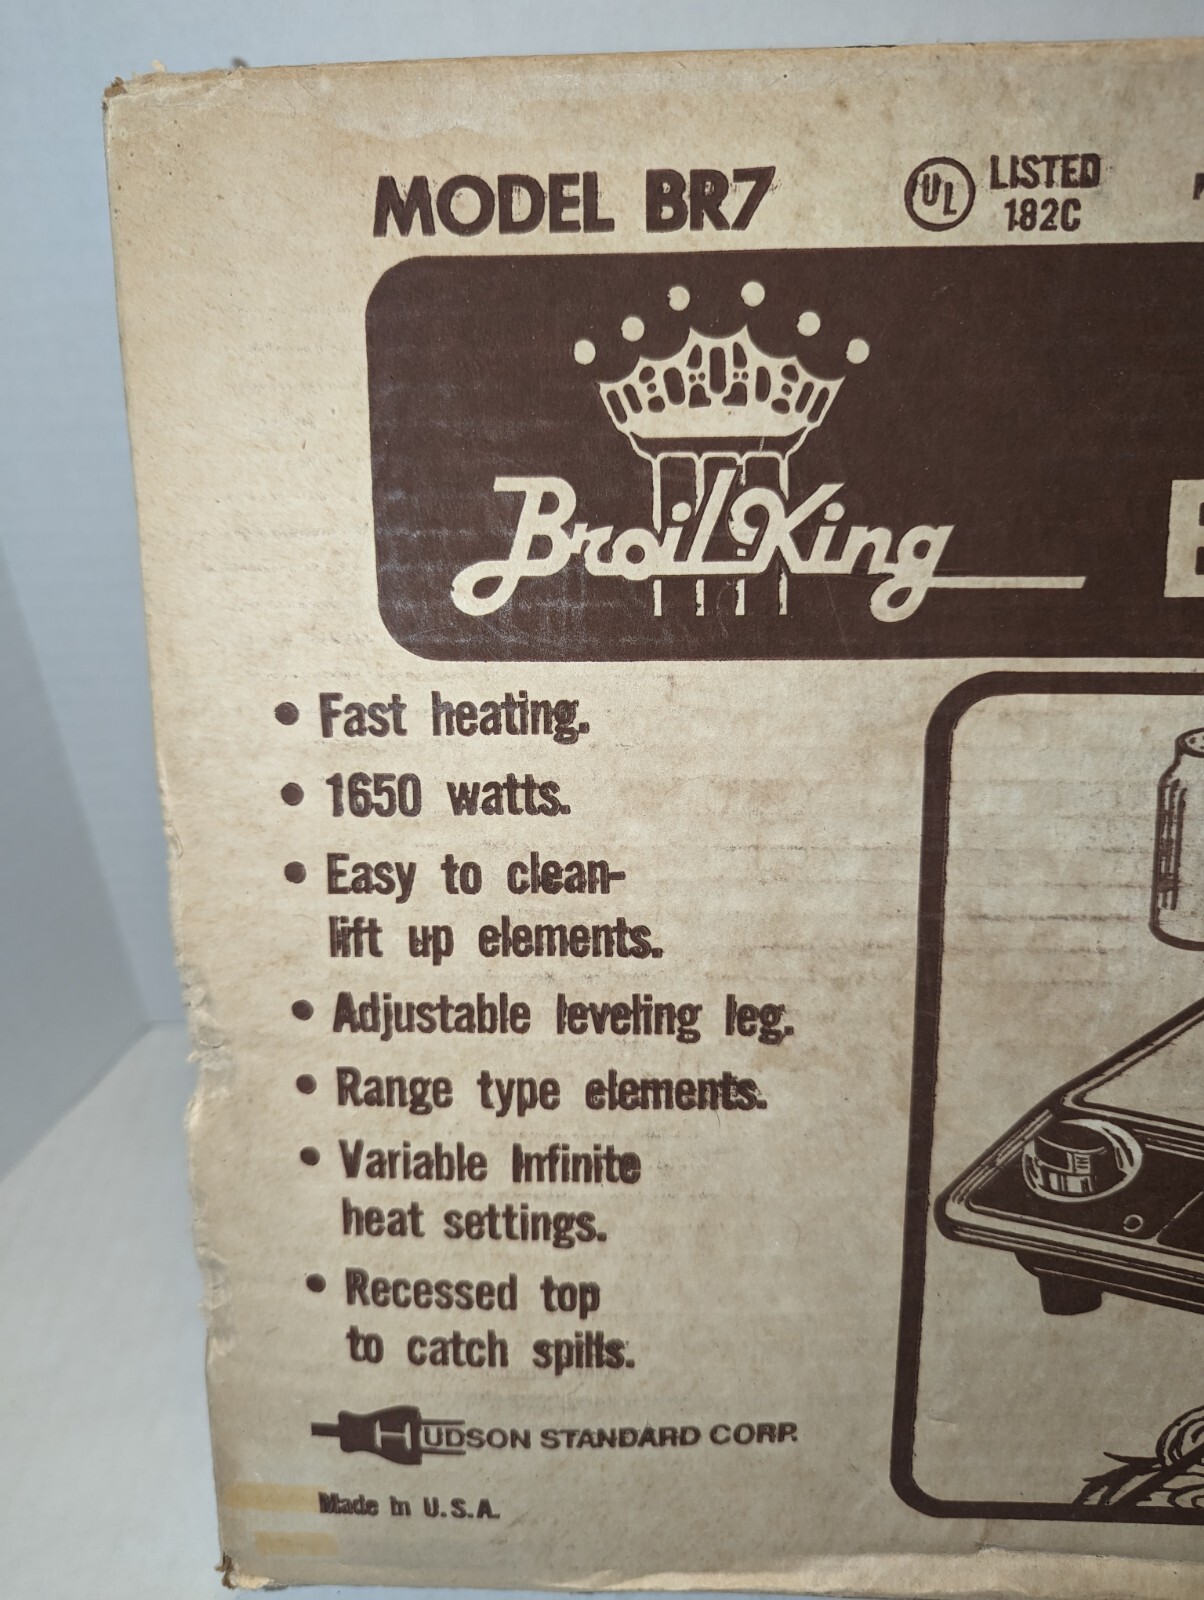 MODEL BR7
UL LISTED
182C
Broil King
• Fast heating.
• 1650 watts.
• Easy to clean-
lift up elements.
• Adjustable leveling leg.
• Range type elements.
• Variable Infinite
heat settings.
• Recessed top
to catch spills.
HUDSON STANDARD CORP.
Made in U.S.A.